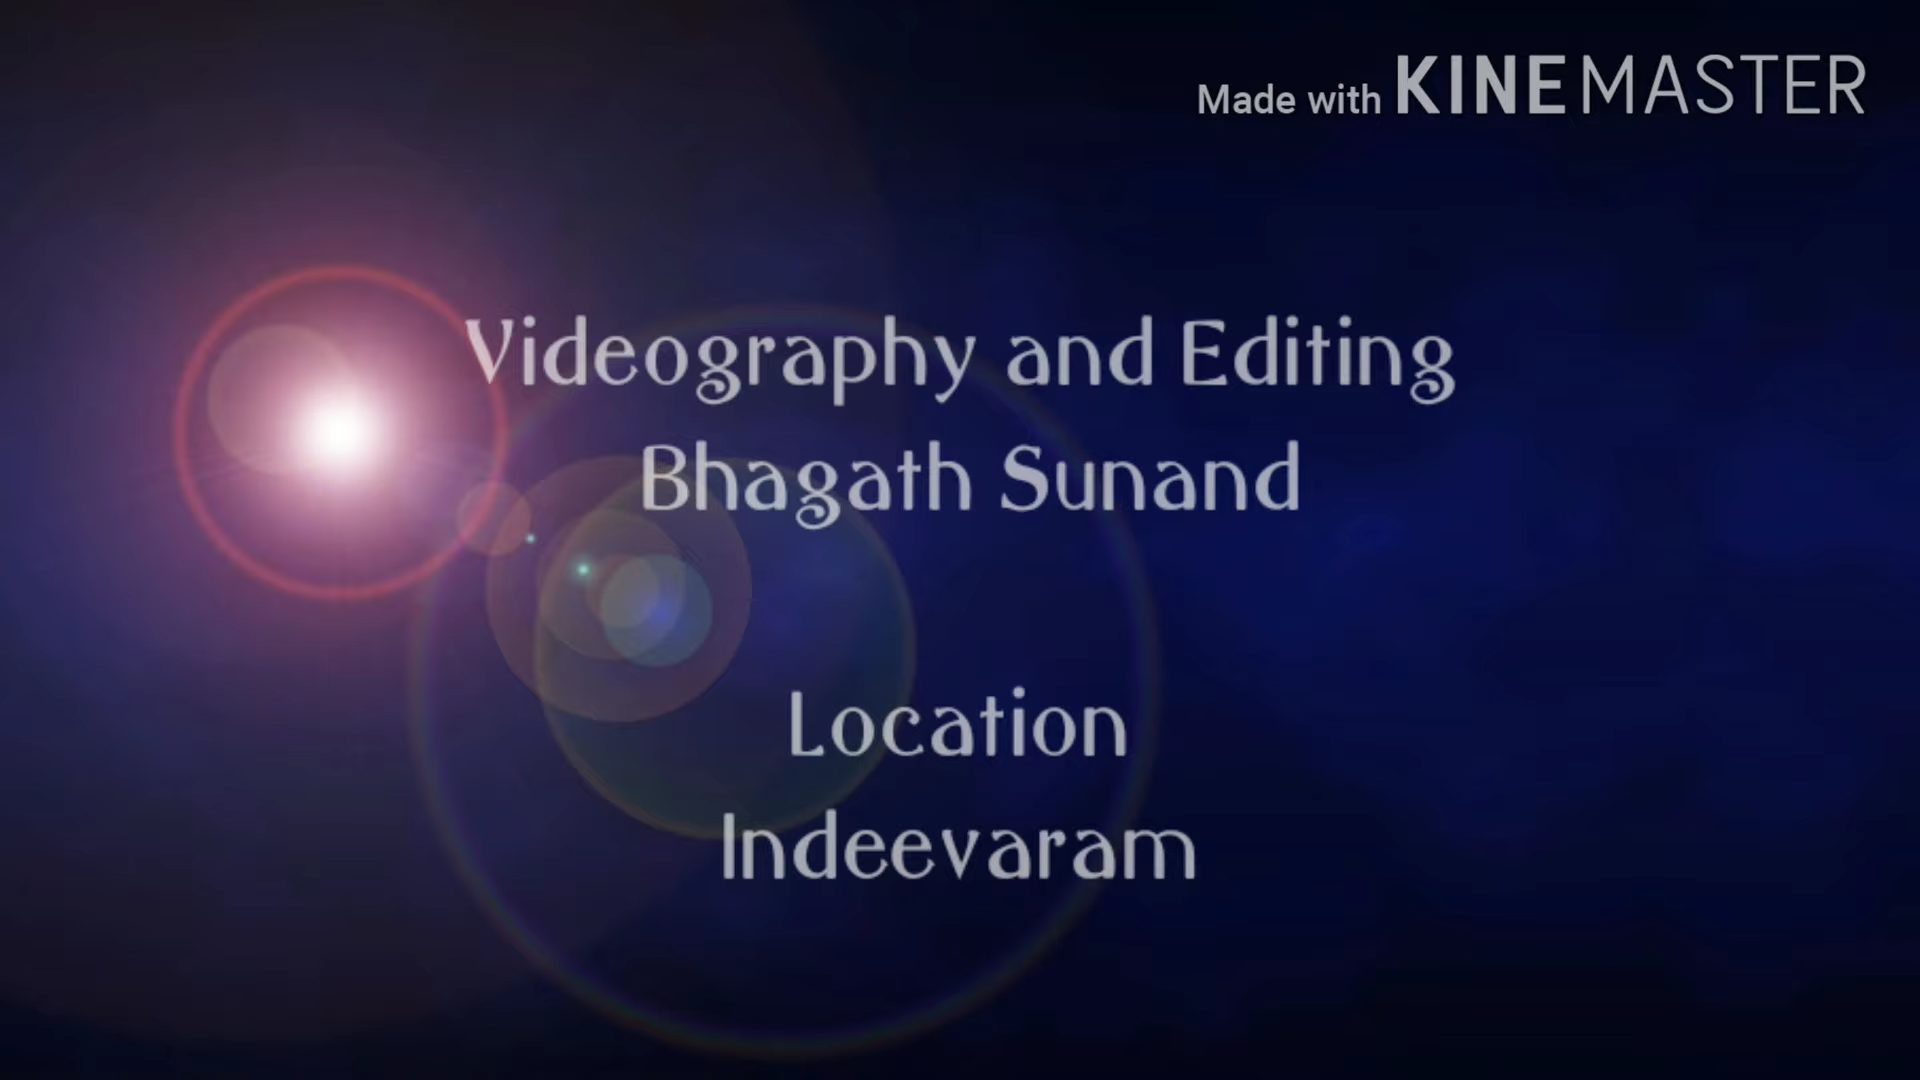 Made with KINEMASTER
Videography and Editing
Bhagath Sunand
Location
Indeevaram